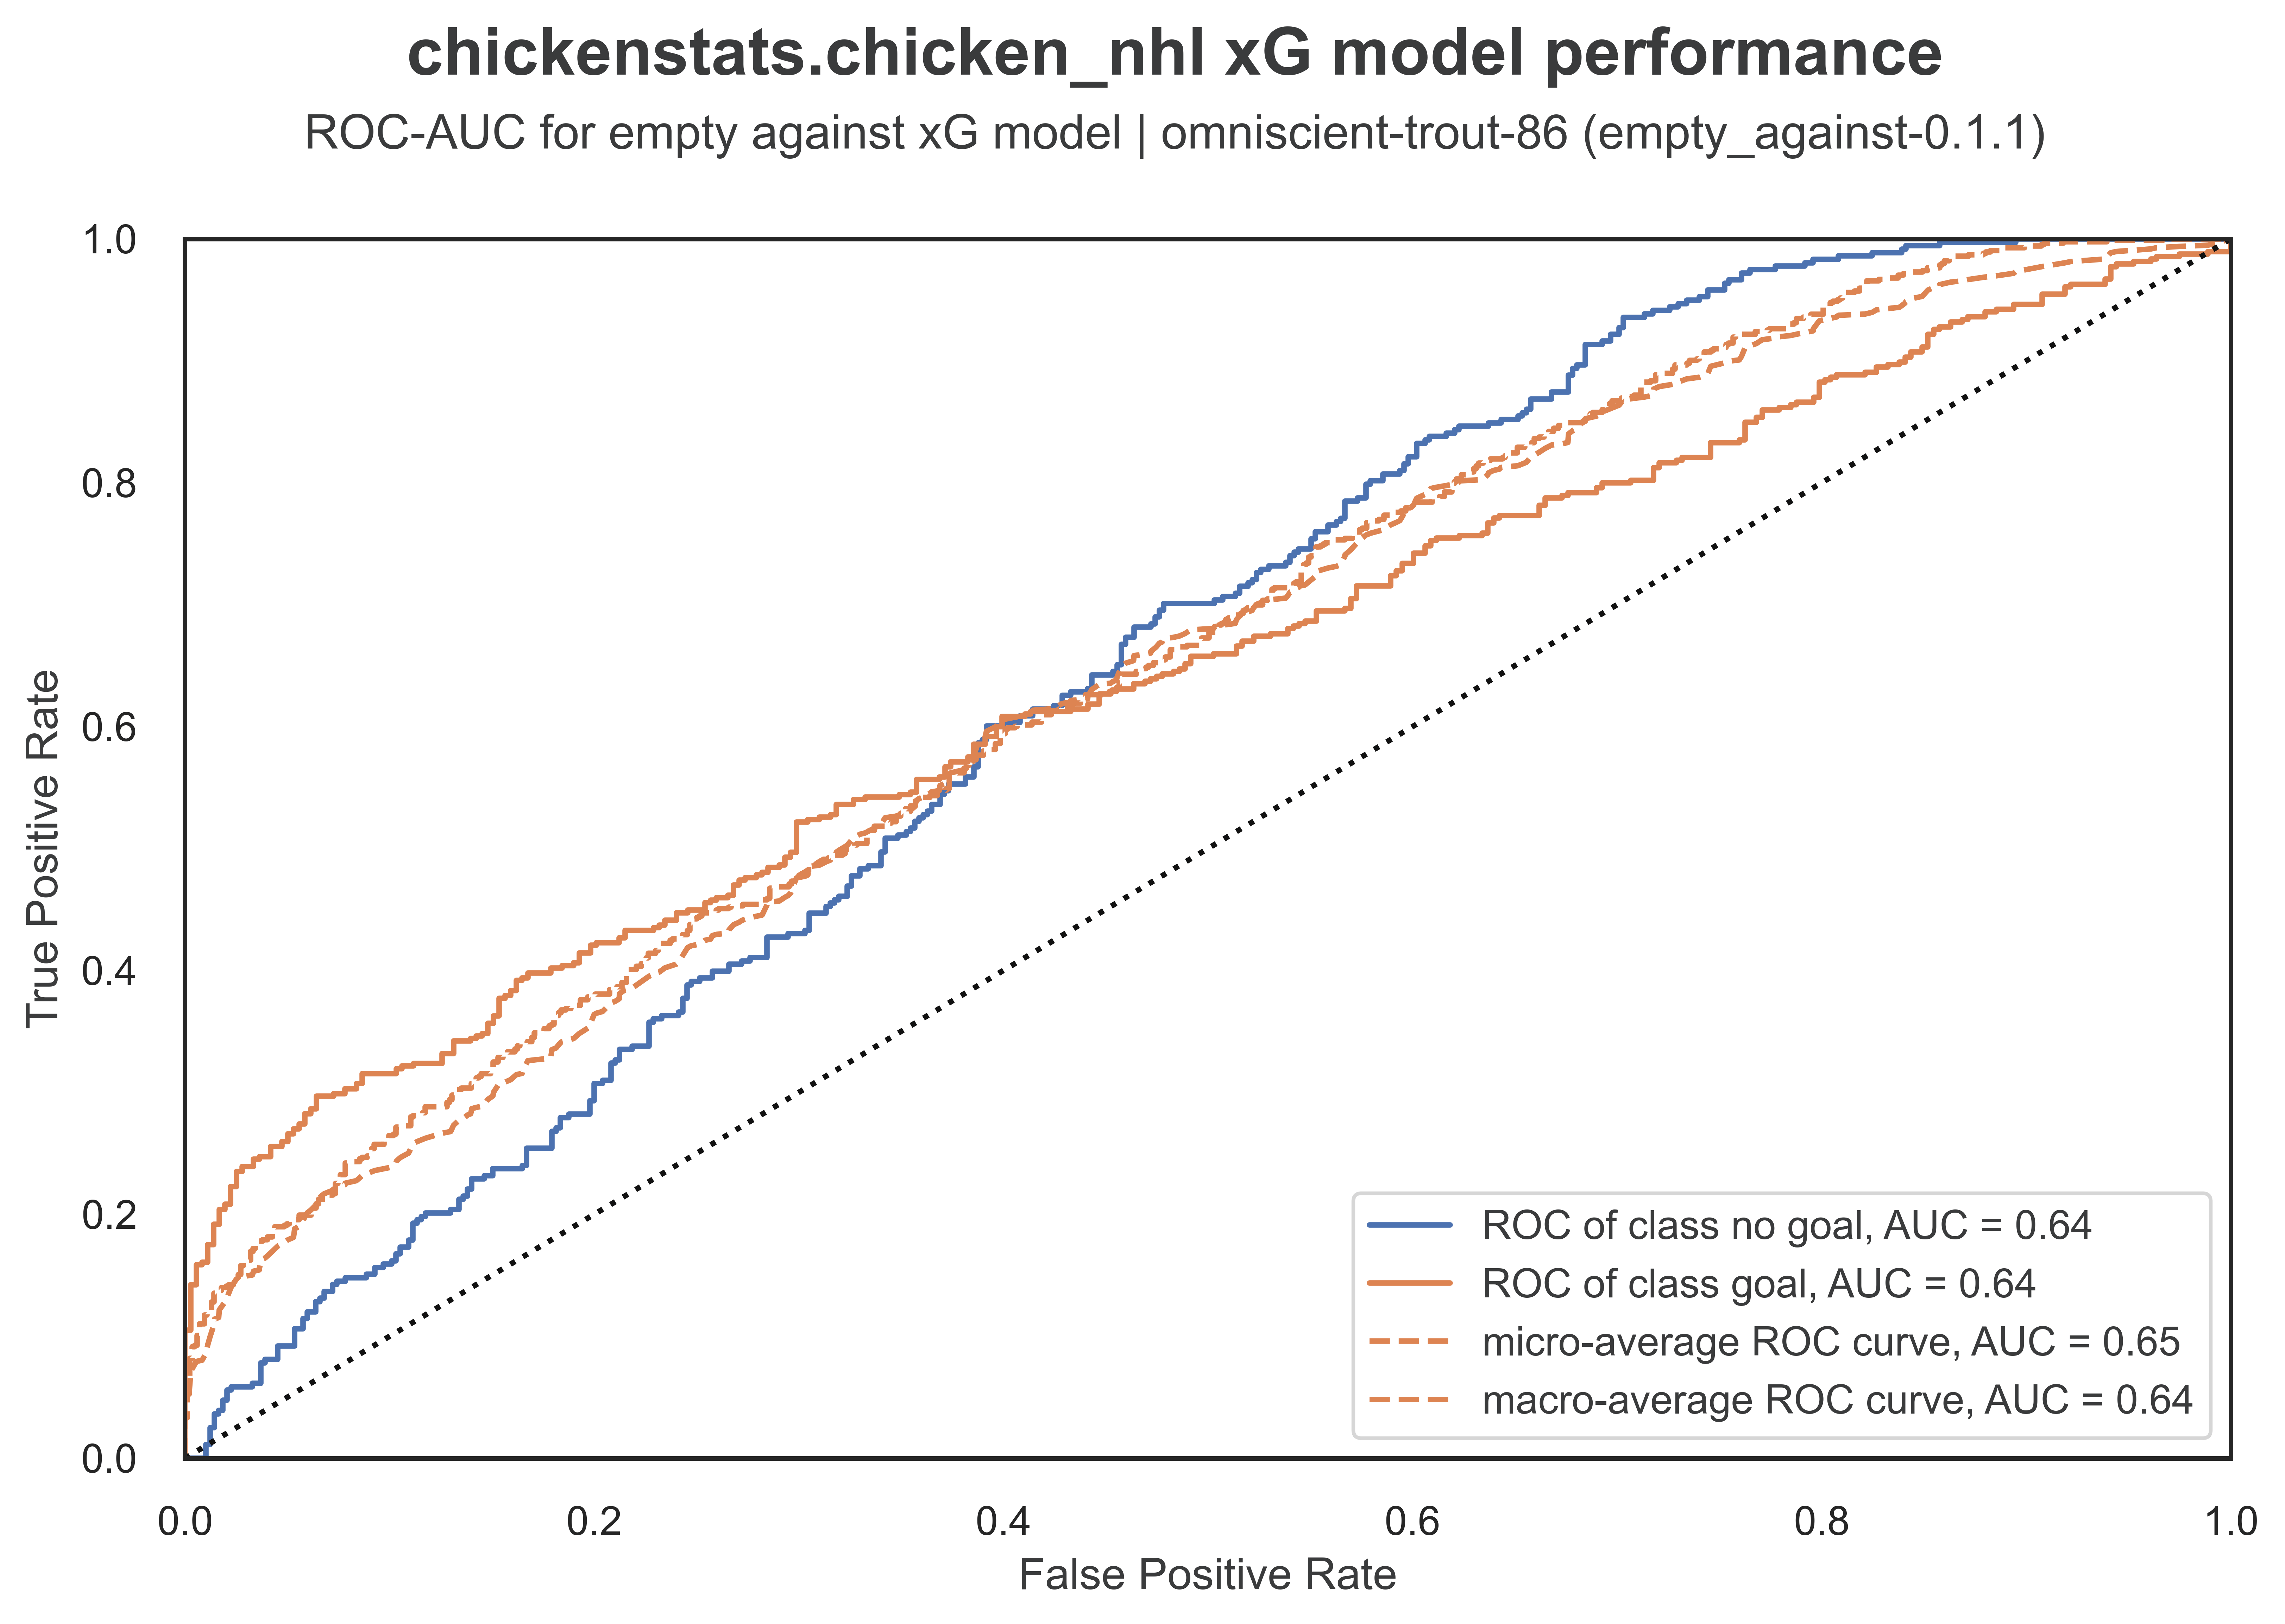 chickenstats.chicken_nhl xG model performance
ROC-AUC for empty against xG model | omniscient-trout-86 (empty_against-0.1.1)
1.0
0.8
0.6
0.4
0.2
0.0
True Positive Rate
ROC of class no goal, AUC = 0.64
ROC of class goal, AUC = 0.64
micro-average ROC curve, AUC = 0.65
macro-average ROC curve, AUC = 0.64
0.0 0.2 0.4 0.6 0.8 1.0
False Positive Rate